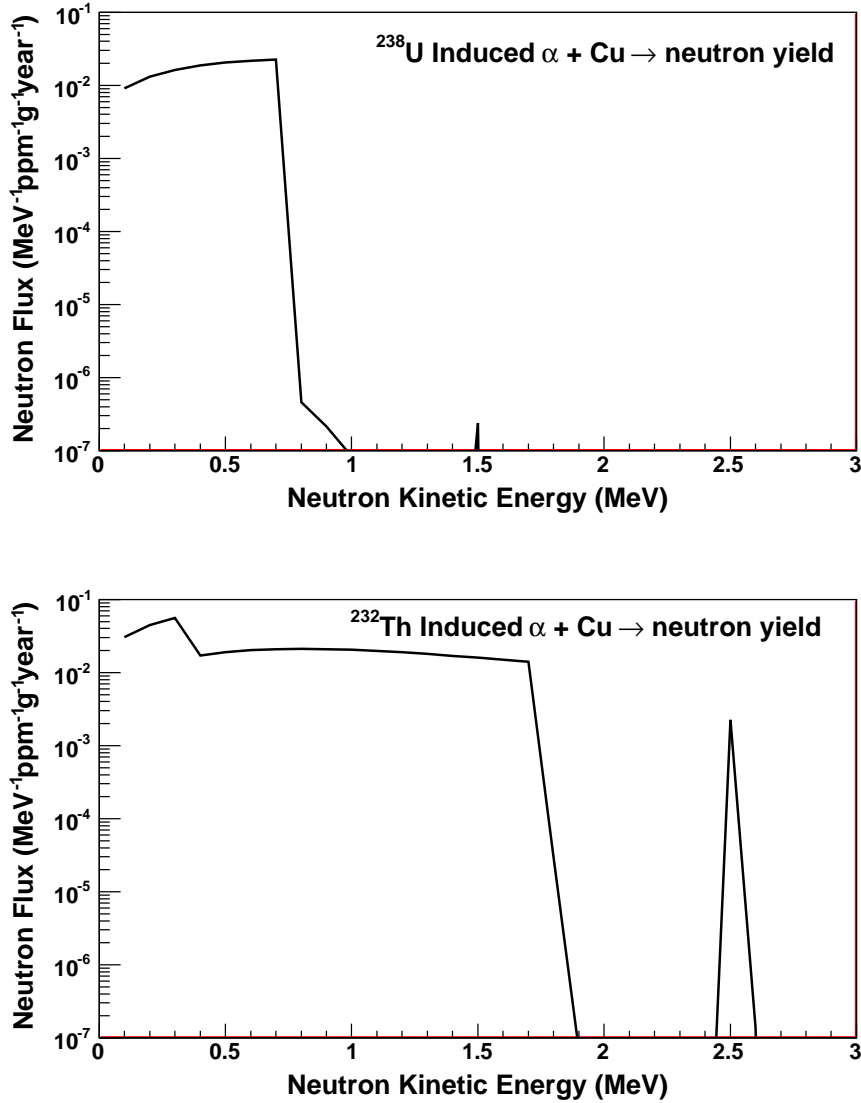 10⁻¹
²³⁸U Induced α + Cu → neutron yield
10⁻²
10⁻³
10⁻⁴
10⁻⁵
10⁻⁶
10⁻⁷
Neutron Flux (MeV⁻¹ppm⁻¹g⁻¹year⁻¹)
0 0.5 1 1.5 2 2.5 3
Neutron Kinetic Energy (MeV)
10⁻¹
²³²Th Induced α + Cu → neutron yield
10⁻²
10⁻³
10⁻⁴
10⁻⁵
10⁻⁶
10⁻⁷
Neutron Flux (MeV⁻¹ppm⁻¹g⁻¹year⁻¹)
0 0.5 1 1.5 2 2.5 3
Neutron Kinetic Energy (MeV)